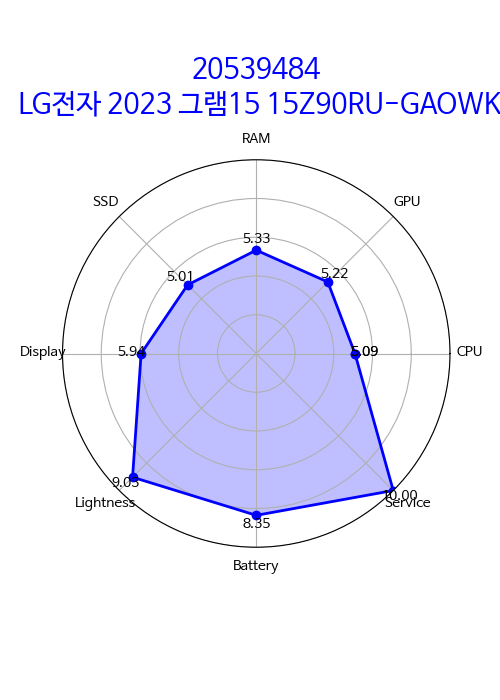 20539484
LG전자 2023 그램15 15Z90RU-GAOWK
RAM
SSD
GPU
5.33
5.01
5.22
Display
5.94
5.09
CPU
9.03
Lightness
10.00
Service
8.35
Battery